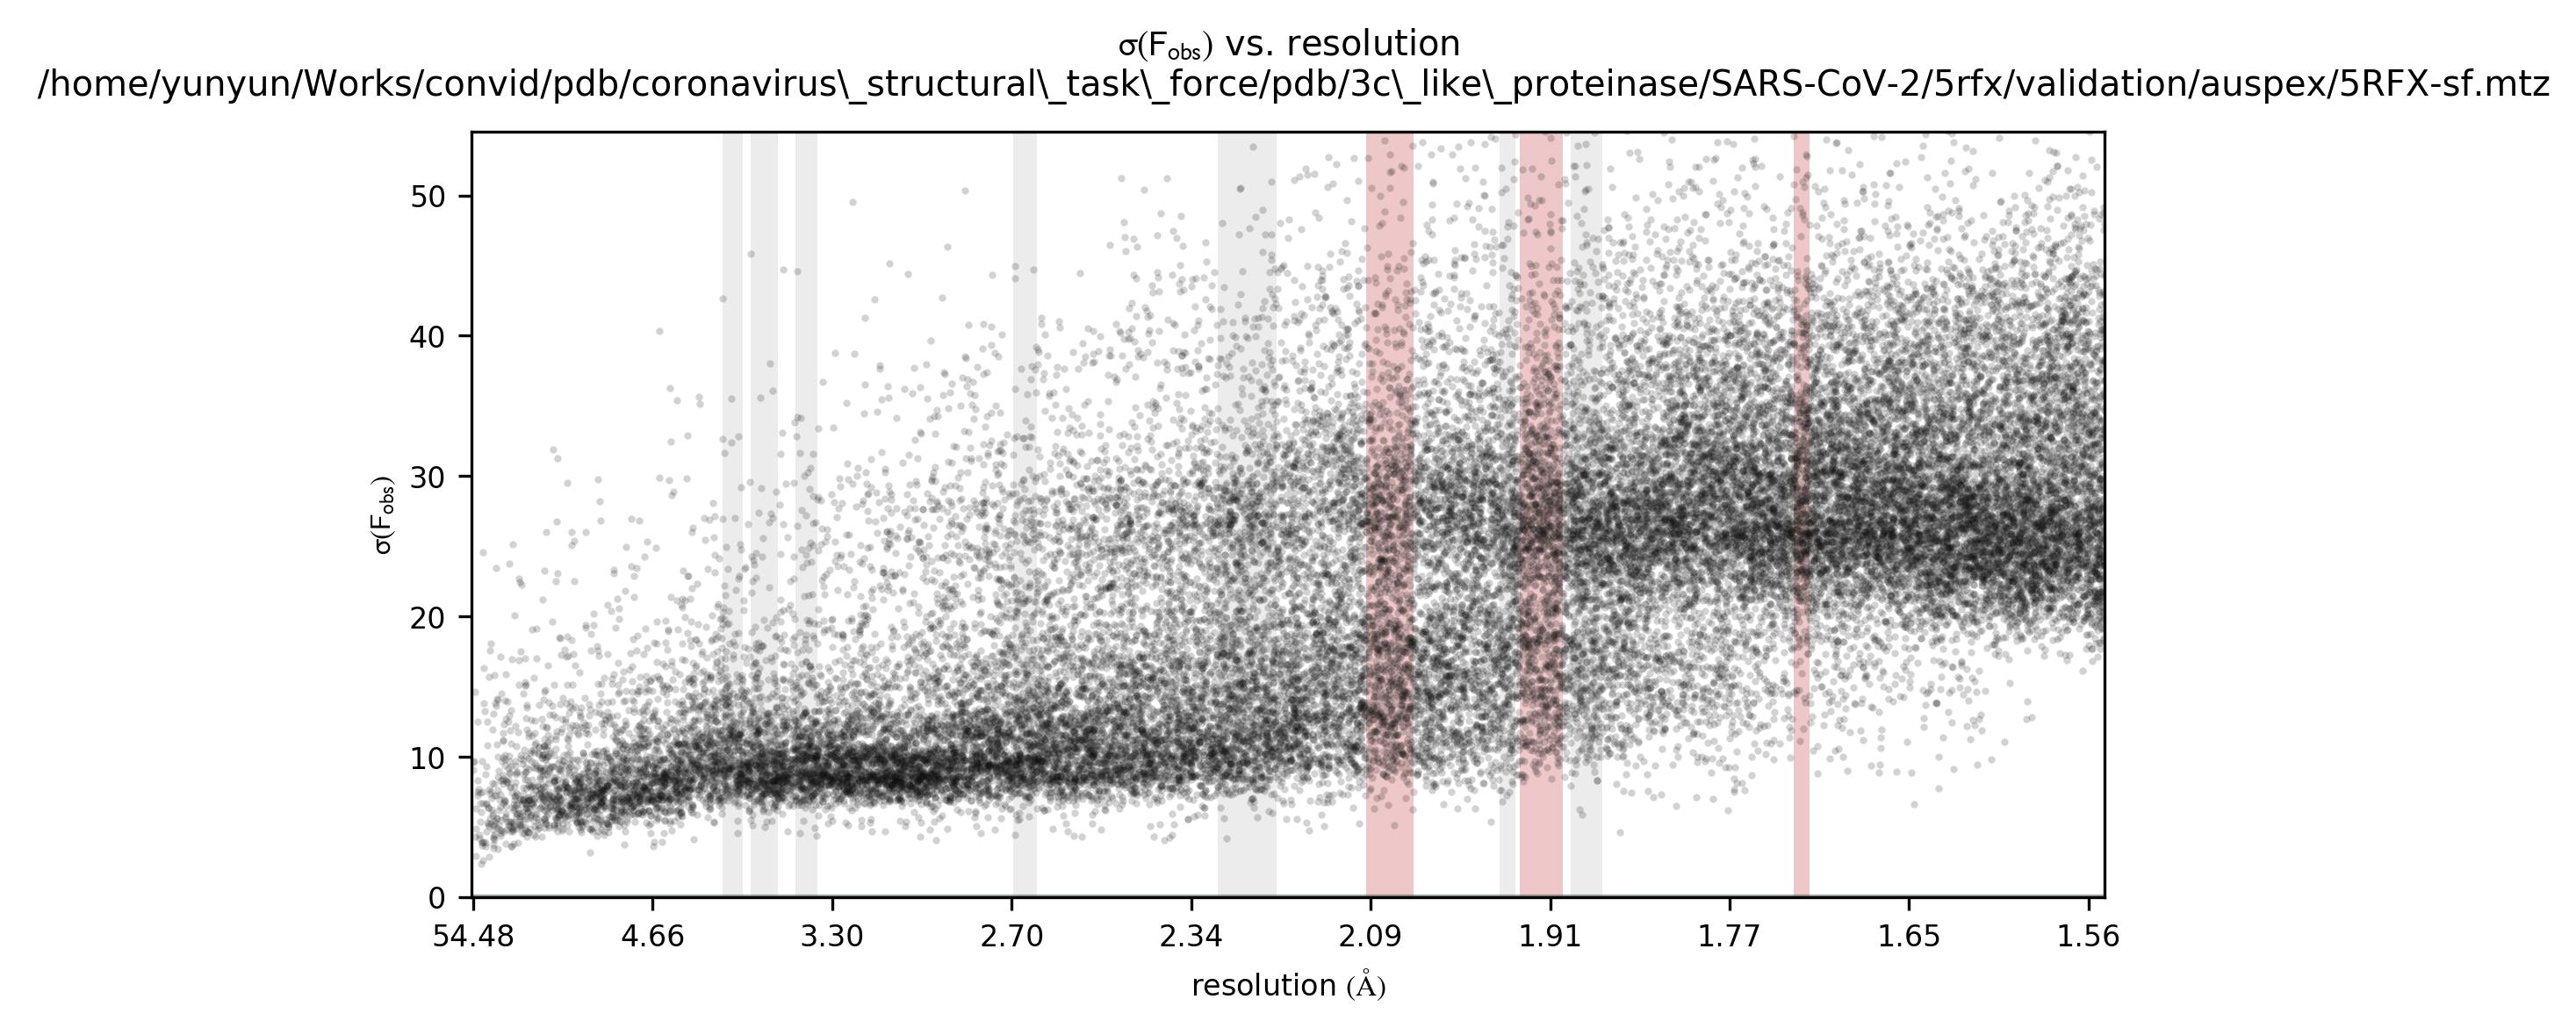 σ(Fobs) vs. resolution
/home/yunyun/Works/convid/pdb/coronavirus\_structural\_task\_force/pdb/3c\_like\_proteinase/SARS-CoV-2/5rfx/validation/auspex/5RFX-sf.mtz
σ(Fobs)
50
40
30
20
10
0
54.48 4.66 3.30 2.70 2.34 2.09 1.91 1.77 1.65 1.56
resolution (Å)